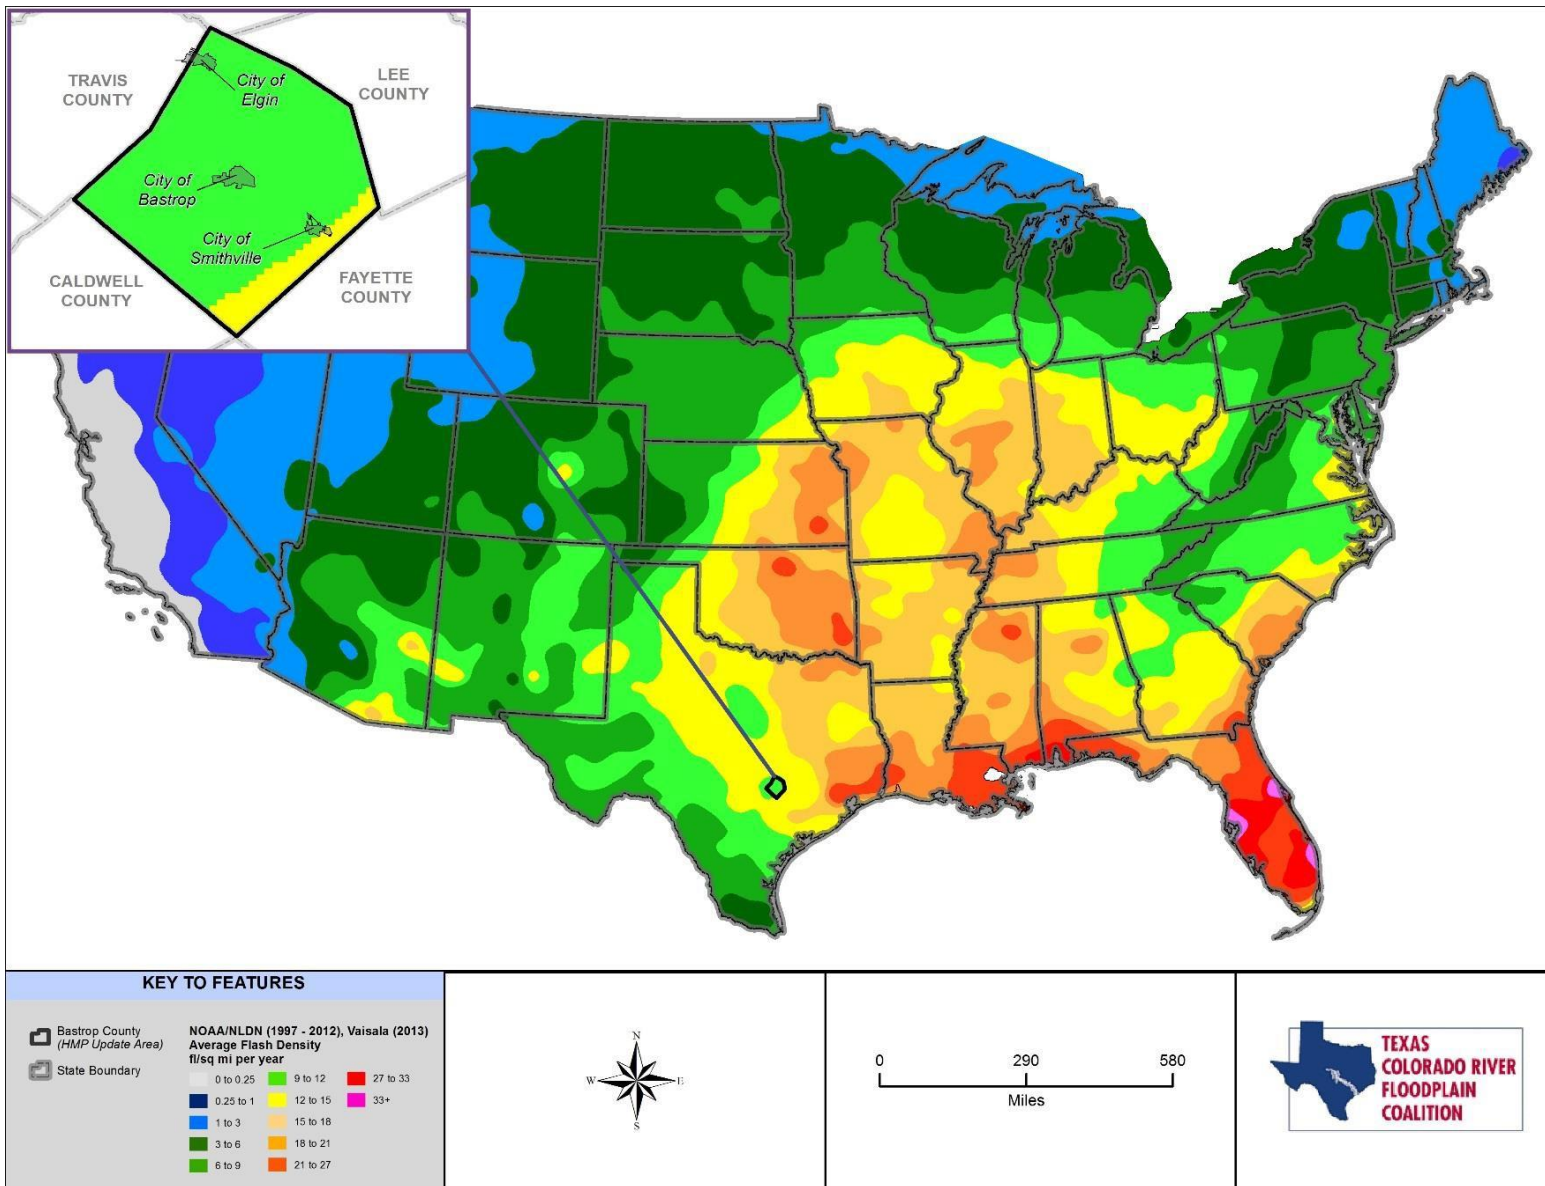 TRAVIS
COUNTY
LEE
COUNTY
City of
Elgin
City of
Bastrop
City of
Smithville
CALDWELL
COUNTY
FAYETTE
COUNTY
KEY TO FEATURES
Bastrop County
(HMP Update Area)
State Boundary
NOAA/NLDN (1997 - 2012), Vaisala (2013)
Average Flash Density
fl/sq mi per year
0 to 0.25
0.25 to 1
1 to 3
3 to 6
6 to 9
9 to 12
12 to 15
15 to 18
18 to 21
21 to 27
27 to 33
33+
N
W
E
S
0 290 580
Miles
TEXAS
COLORADO RIVER
FLOODPLAIN
COALITION